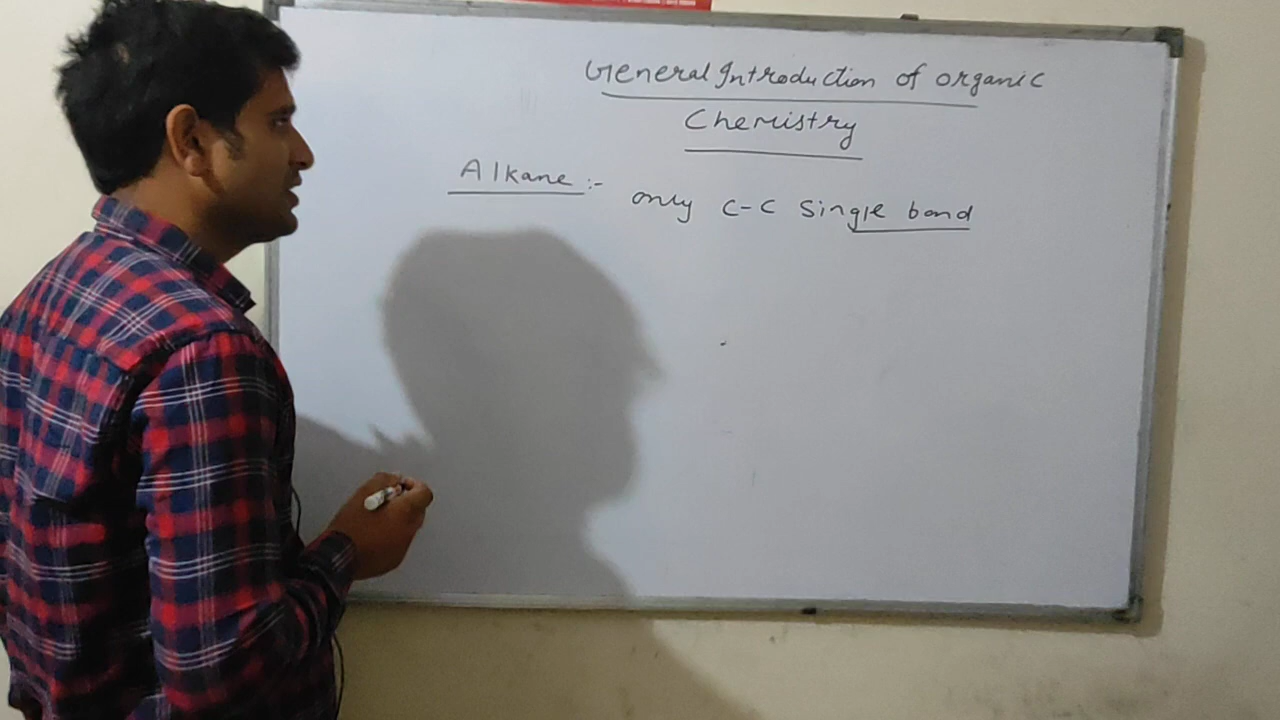 General Introduction of organic
Chemistry
Alkane :- only C-C Single bond